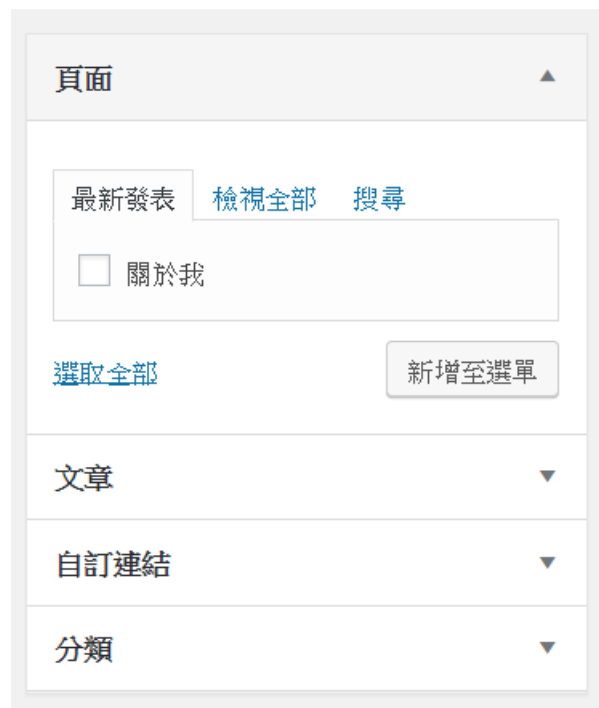 頁面
最新發表 檢視全部 搜尋
關於我
選取全部 新增至選單
文章
自訂連結
分類